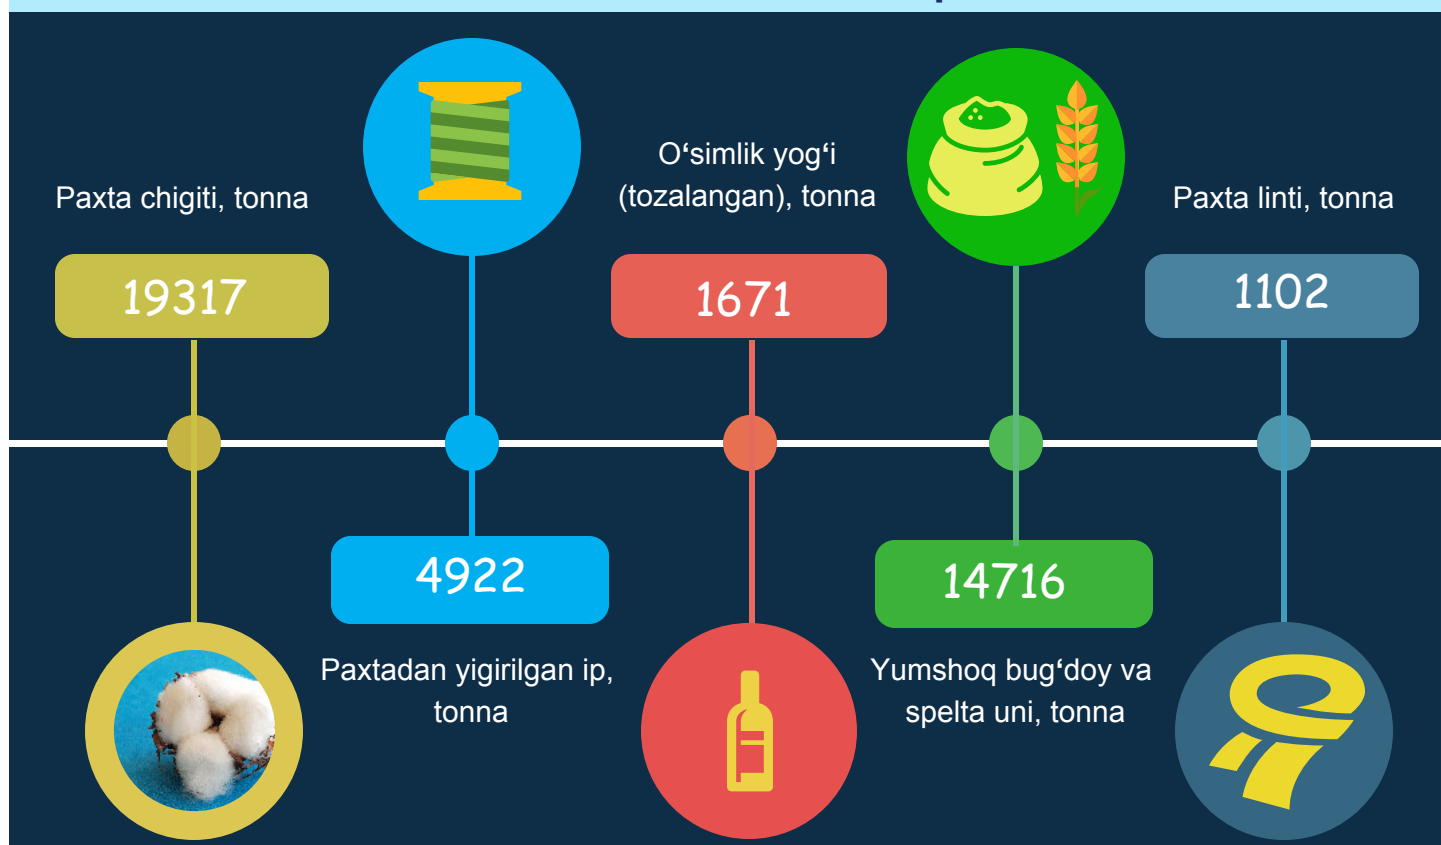 Paxta chigiti, tonna
19317
4922
Paxtadan yigirilgan ip,
tonna
O‘simlik yog‘i
(tozalangan), tonna
1671
14716
Yumshoq bug‘doy va
spelta uni, tonna
Paxta linti, tonna
1102